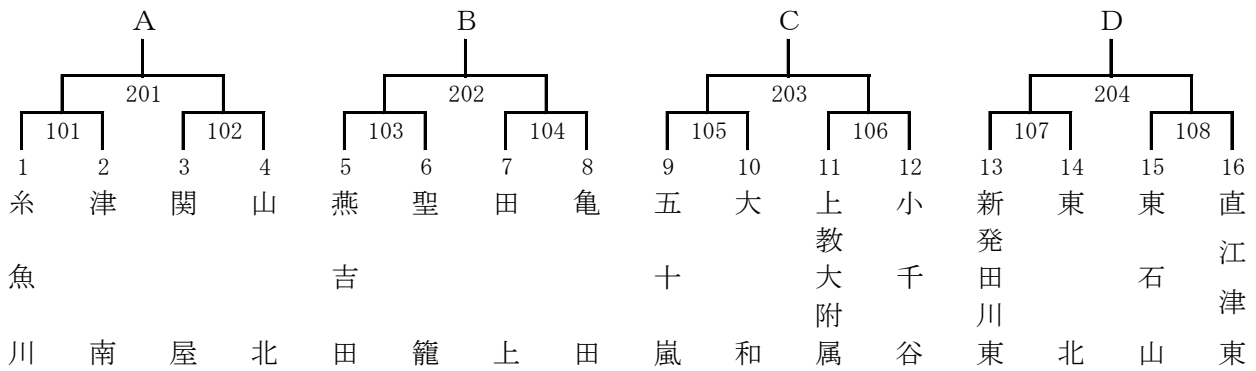 A B C D
201 202 203 204
101 102 103 104 105 106 107 108
1 2 3 4 5 6 7 8 9 10 11 12 13 14 15 16
糸魚川
津南
関屋
山北
燕吉田
聖籠
田上
亀田
五十嵐
大和
上教大附属
小千谷
新発田川東
東北
東石山
直江津東